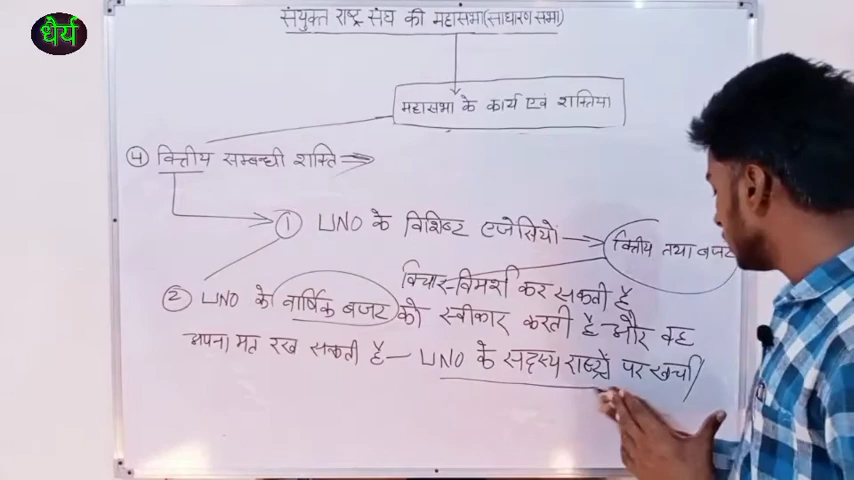 धैर्य
संयुक्त राष्ट्र संघ की महासभा(साधारण सभा)
महासभा के कार्य एवं शक्तिया
④ वित्तीय सम्बन्धी शक्ति
① UNO के विशिष्ट एजेंसियों
वित्तीय तथा बजट
विचार-विमर्श कर सकती है
② UNO के वार्षिक बजट को स्वीकार करती है और वह
अपना मत रख सकती है — UNO के सदस्य राष्ट्रों पर खर्चा/